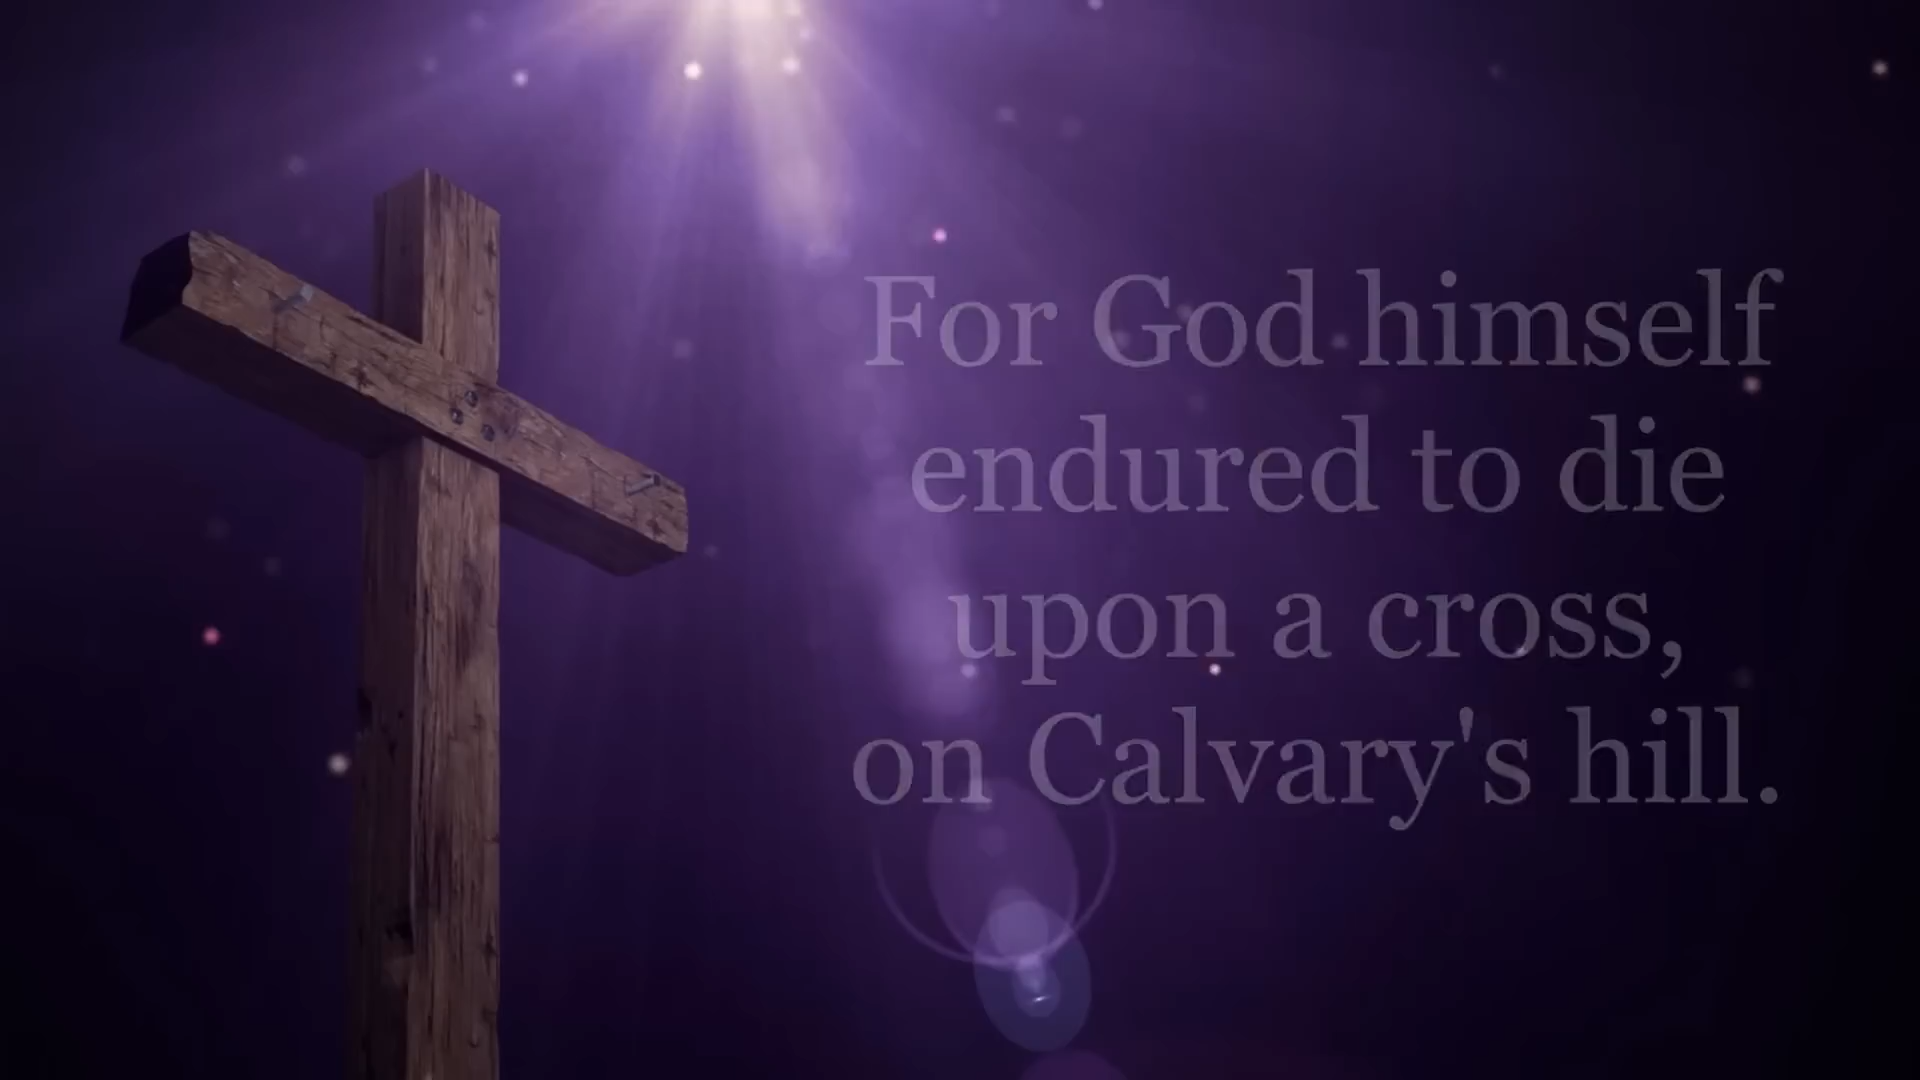 For God himself
endured to die
upon a cross,
on Calvary's hill.